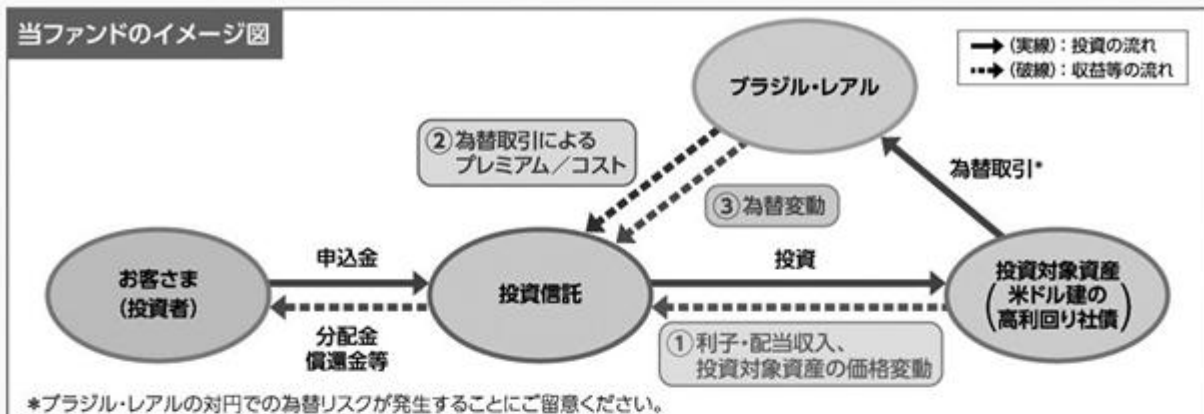 当ファンドのイメージ図
(実線):投資の流れ
(破線):収益等の流れ
ブラジル・レアル
②為替取引による
プレミアム/コスト
為替取引*
③為替変動
お客さま
(投資者)
申込金
分配金
償還金等
投資信託
投資
投資対象資産
(米ドル建の
高利回り社債)
①利子・配当収入、
投資対象資産の価格変動
*ブラジル・レアルの対円での為替リスクが発生することにご留意ください。